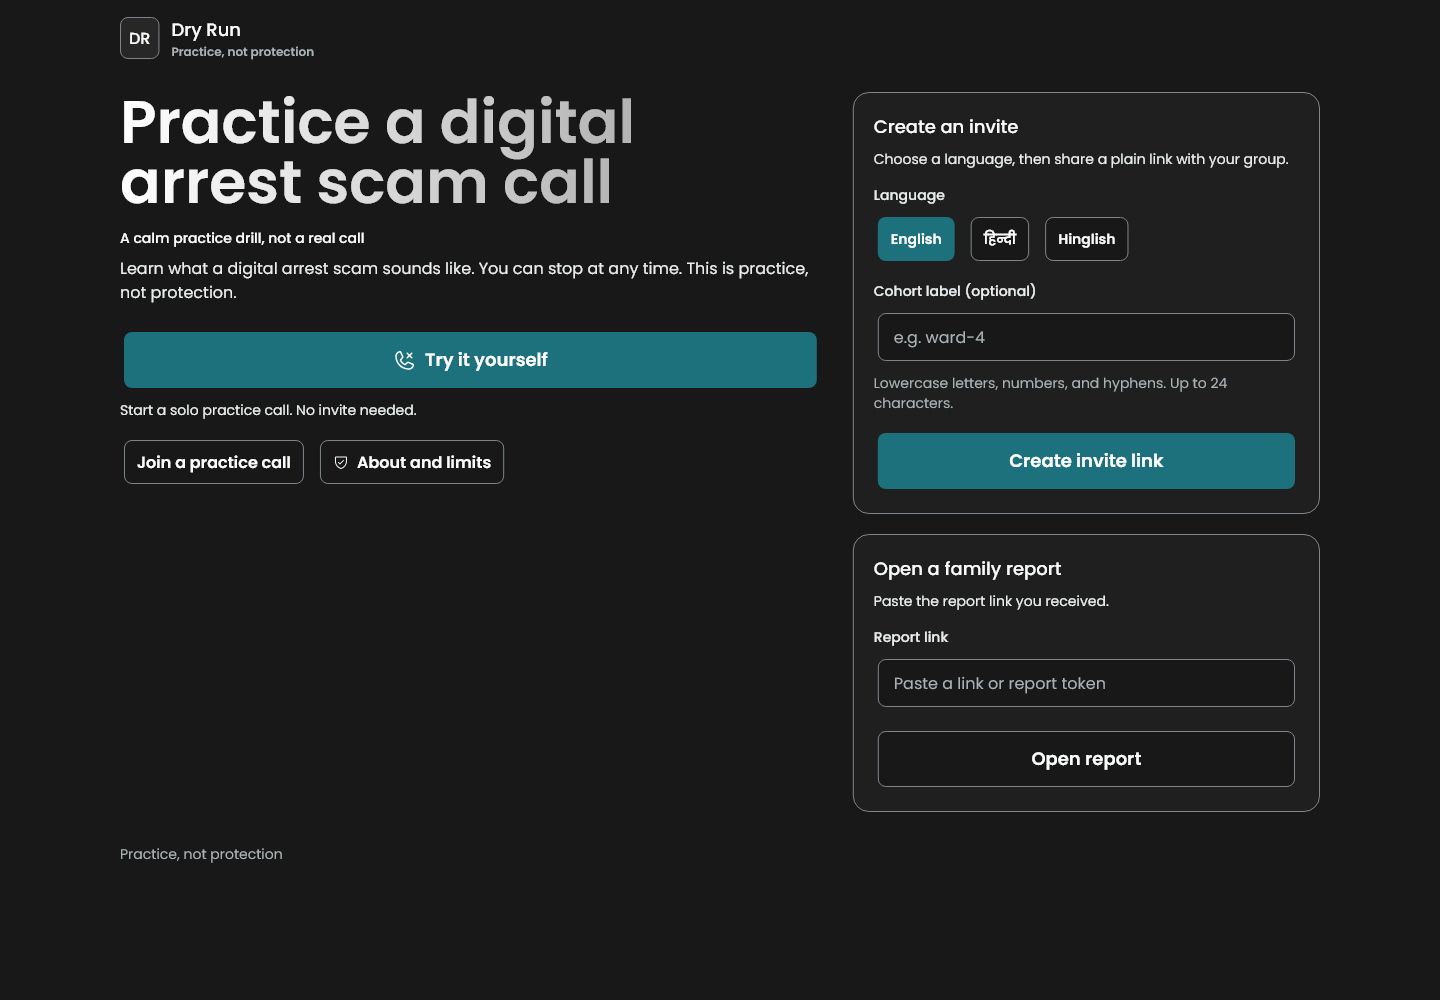 DR
Dry Run
Practice, not protection
Practice a digital
arrest scam call
A calm practice drill, not a real call
Learn what a digital arrest scam sounds like. You can stop at any time. This is practice,
not protection.
Try it yourself
Start a solo practice call. No invite needed.
Join a practice call
About and limits
Create an invite
Choose a language, then share a plain link with your group.
Language
English
हिन्दी
Hinglish
Cohort label (optional)
e.g. ward-4
Lowercase letters, numbers, and hyphens. Up to 24
characters.
Create invite link
Open a family report
Paste the report link you received.
Report link
Paste a link or report token
Open report
Practice, not protection